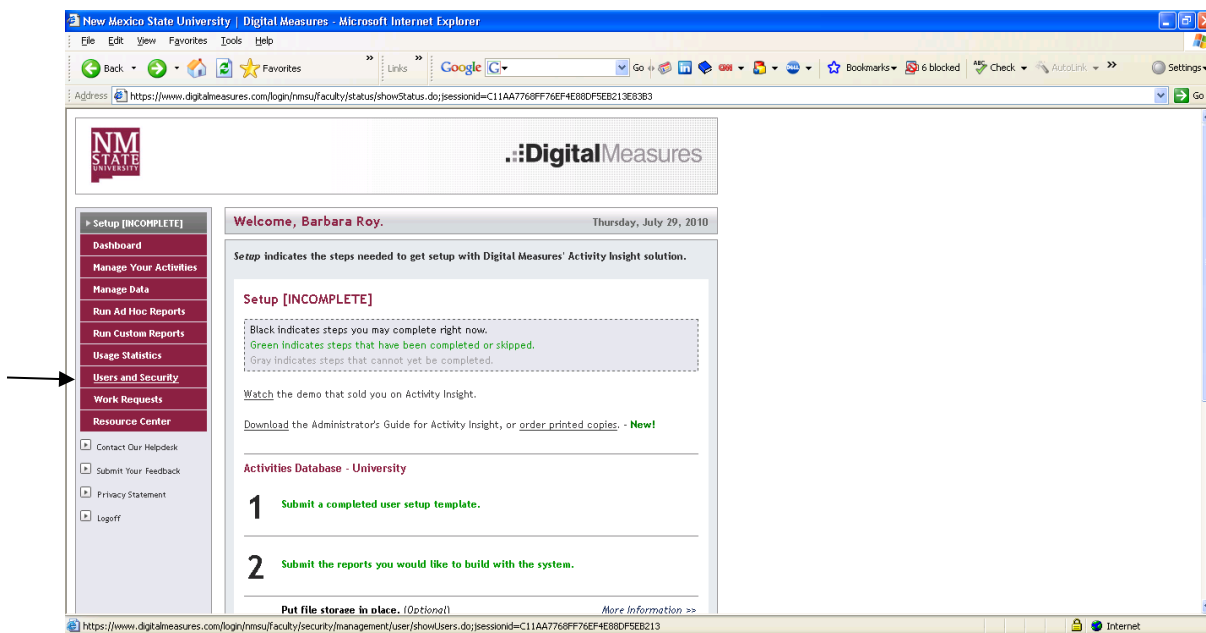 New Mexico State University | Digital Measures - Microsoft Internet Explorer
File Edit View Favorites Tools Help
Back Favorites » Links » Google G Go Bookmarks 6 blocked ABC Check AutoLink » Settings
Address https://www.digitalmeasures.com/login/nmsu/faculty/status/showStatus.do;jsessionid=C11AA7768FF76EF4E88DF5EB213E83B3 Go
NM
STATE
UNIVERSITY
.::DigitalMeasures
Setup [INCOMPLETE]
Dashboard
Manage Your Activities
Manage Data
Run Ad Hoc Reports
Run Custom Reports
Usage Statistics
Users and Security
Work Requests
Resource Center
Contact Our Helpdesk
Submit Your Feedback
Privacy Statement
Logoff
Welcome, Barbara Roy. Thursday, July 29, 2010
Setup indicates the steps needed to get setup with Digital Measures' Activity Insight solution.
Setup [INCOMPLETE]
Black indicates steps you may complete right now.
Green indicates steps that have been completed or skipped.
Gray indicates steps that cannot yet be completed.
Watch the demo that sold you on Activity Insight.
Download the Administrator's Guide for Activity Insight, or order printed copies. - New!
Activities Database - University
1 Submit a completed user setup template.
2 Submit the reports you would like to build with the system.
Put file storage in place. (Optional) More Information >>
https://www.digitalmeasures.com/login/nmsu/faculty/security/management/user/showUsers.do;jsessionid=C11AA7768FF76EF4E88DF5EB213 Internet